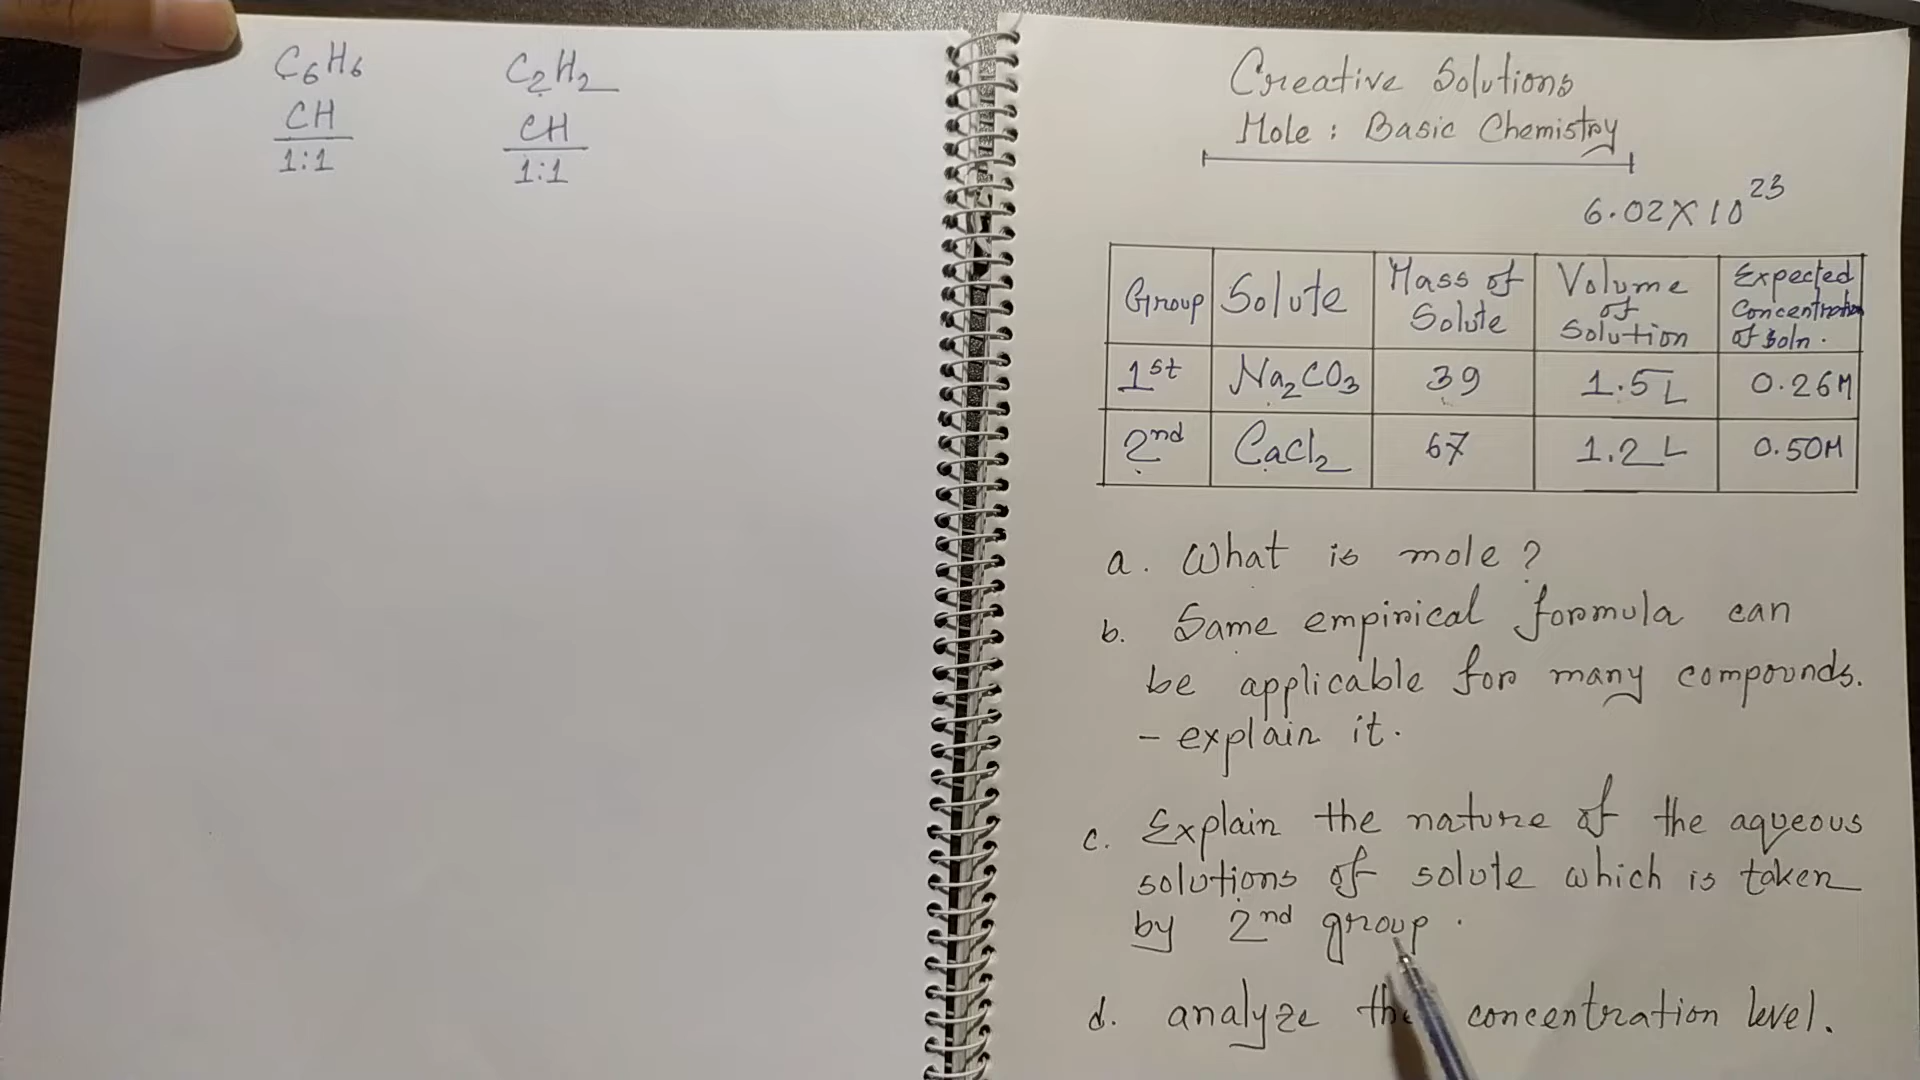 C₆H₆ C₂H₂
CH CH
1:1 1:1
Creative Solutions
Mole : Basic Chemistry
6.02X10²³
Group Solute Mass of Solute Volume of Solution Expected Concentration of Soln.
1st Na₂CO₃ 39 1.5L 0.26M
2nd CaCl₂ 67 1.2L 0.50M
a. What is mole ?
b. Same empirical formula can
be applicable for many compounds.
- explain it.
c. Explain the nature of the aqueous
solutions of solute which is taken
by 2nd group.
d. analyze the concentration level.